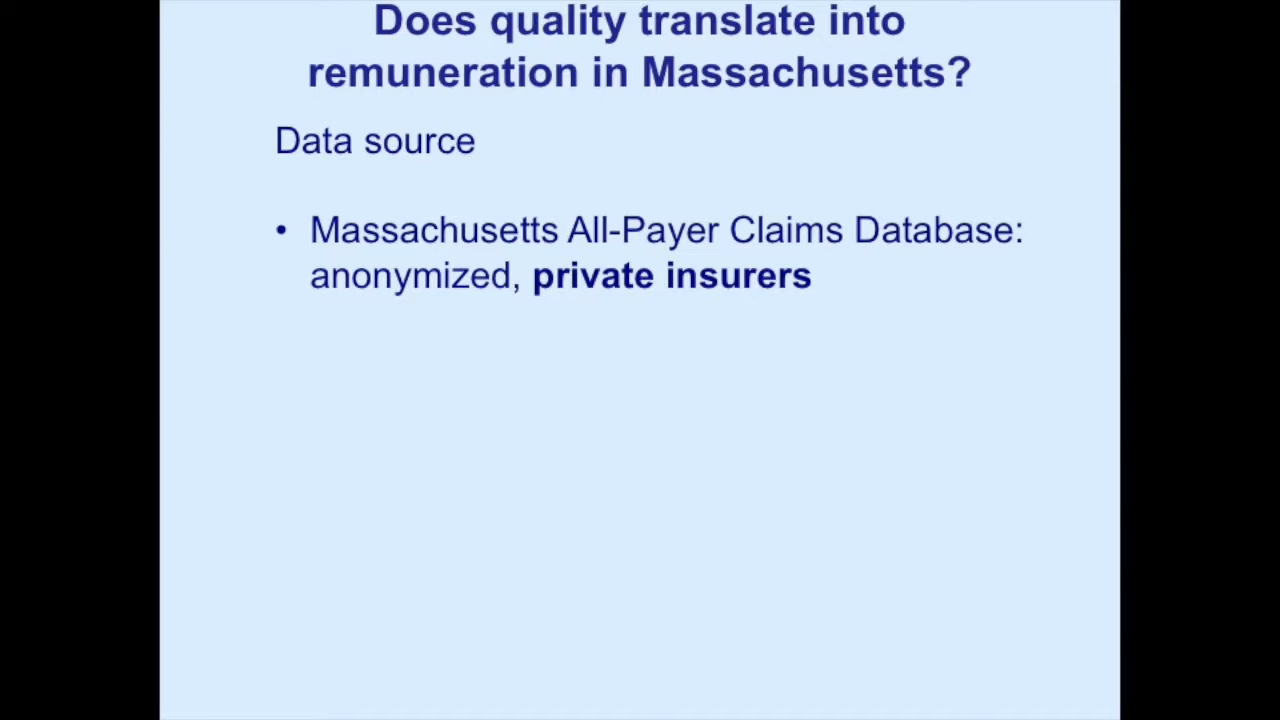 Does quality translate into
remuneration in Massachusetts?
Data source
• Massachusetts All-Payer Claims Database:
anonymized, private insurers